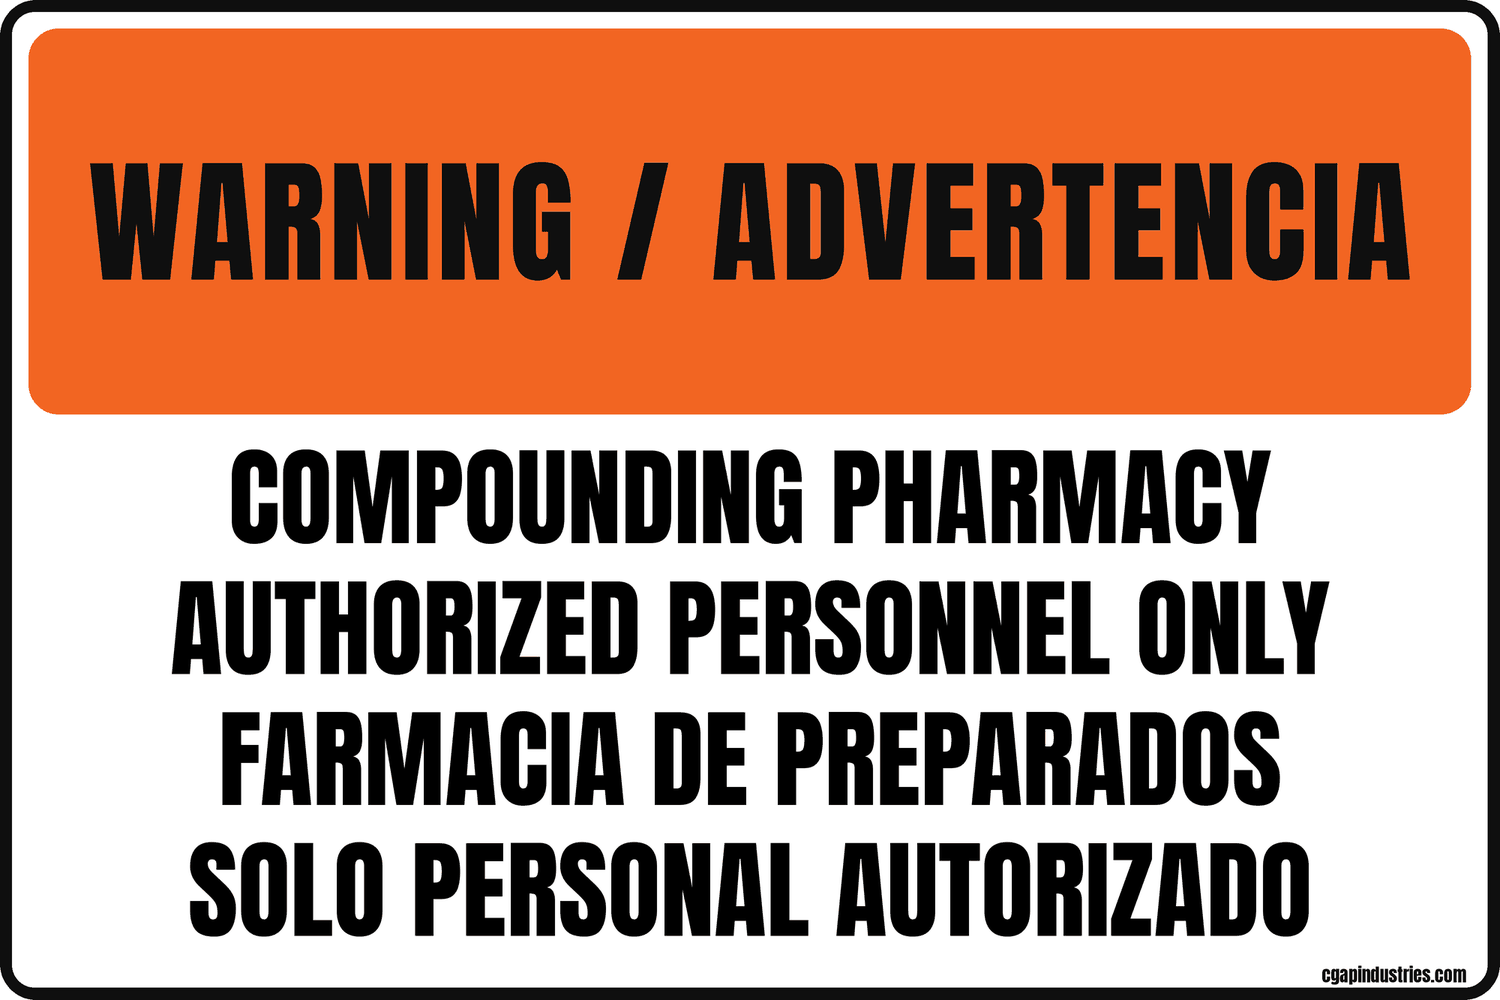 WARNING / ADVERTENCIA
COMPOUNDING PHARMACY
AUTHORIZED PERSONNEL ONLY
FARMACIA DE PREPARADOS
SOLO PERSONAL AUTORIZADO
cgapindustries.com